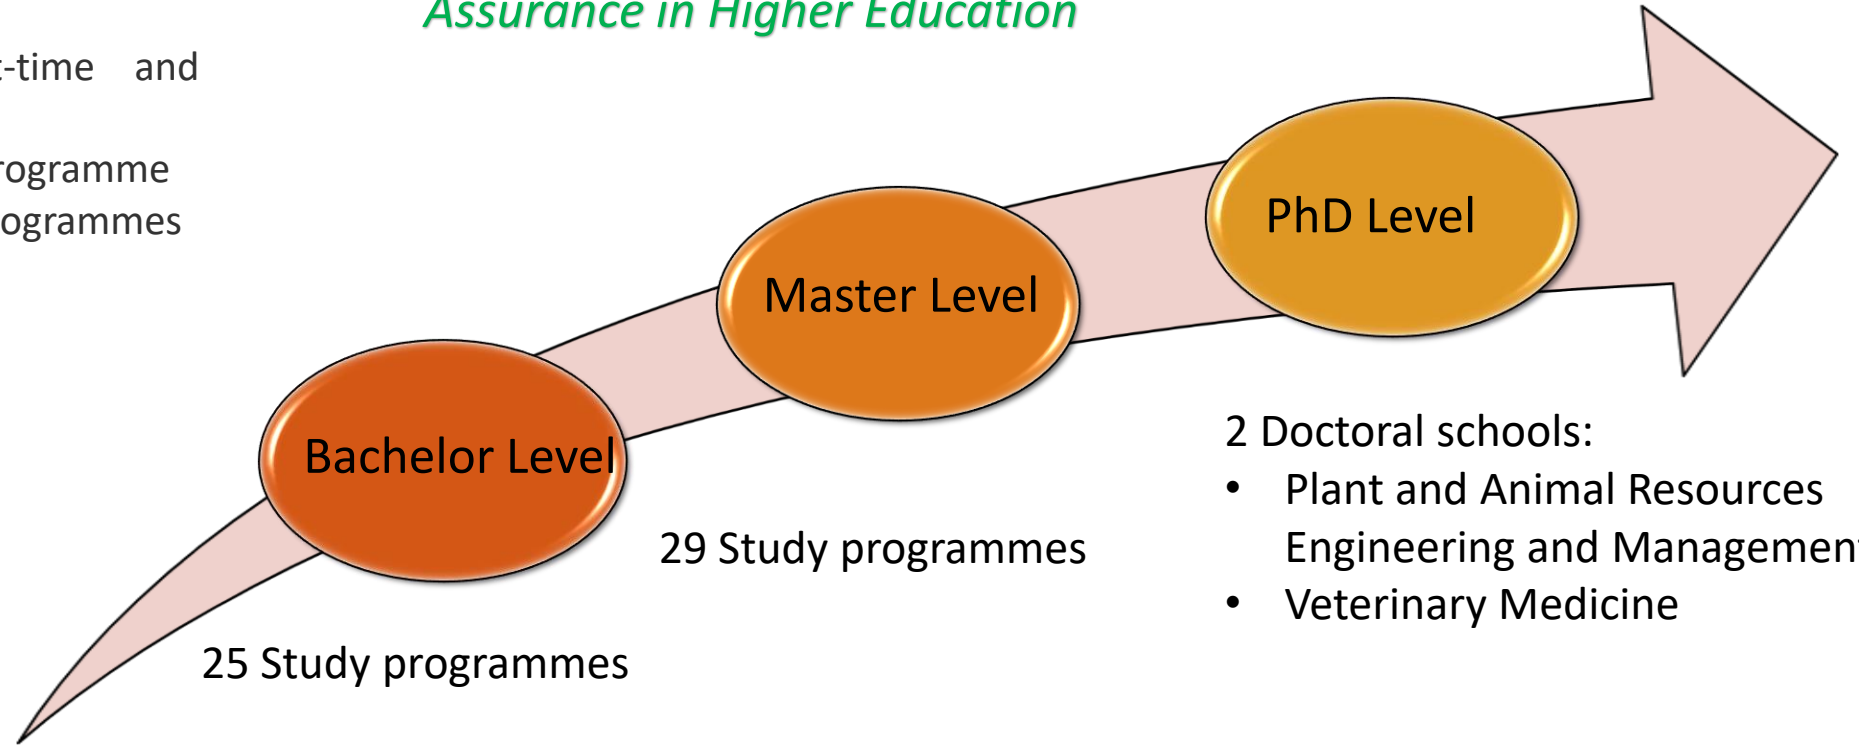 Assurance in Higher Education
-time and
rogramme
ogrammes
PhD Level
Master Level
Bachelor Level
2 Doctoral schools:
• Plant and Animal Resources
Engineering and Management
• Veterinary Medicine
29 Study programmes
25 Study programmes